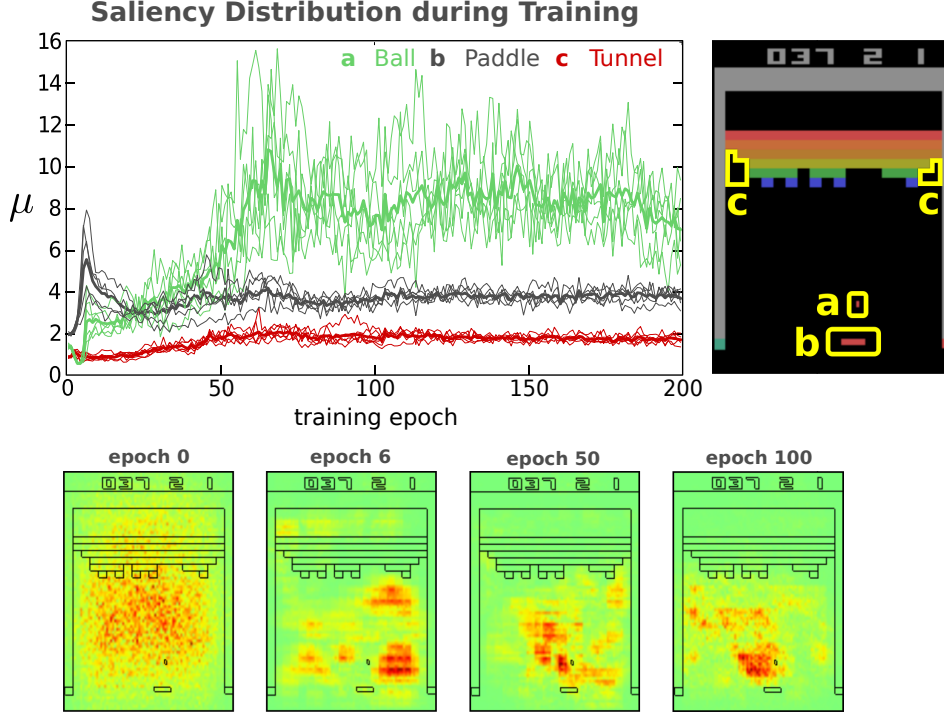 Saliency Distribution during Training
16
14
12
10
8
6
4
2
0
μ
a Ball b Paddle c Tunnel
0 50 100 150 200
training epoch
037 2 1
c c
a
b
epoch 0 epoch 6 epoch 50 epoch 100
037 2 1 037 2 1 037 2 1 037 2 1